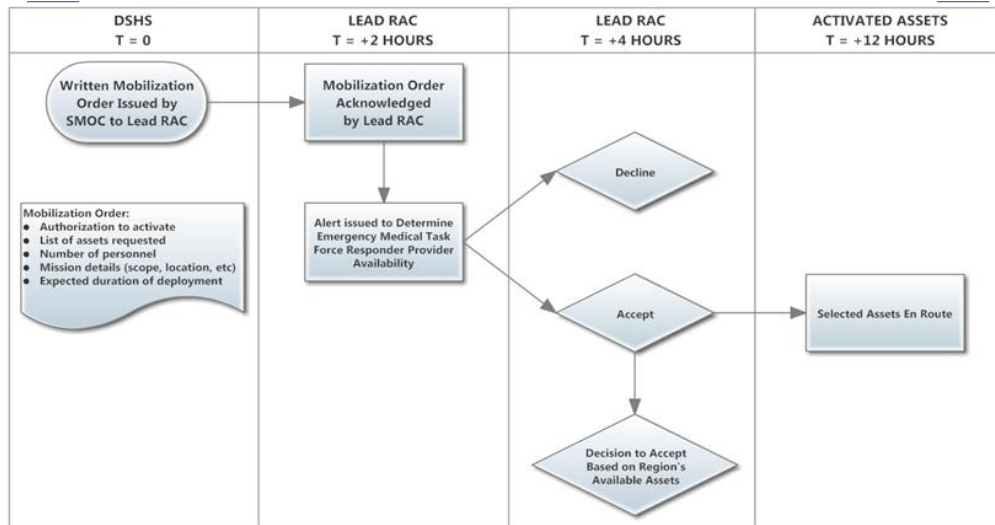 DSHS
T = 0
LEAD RAC
T = +2 HOURS
LEAD RAC
T = +4 HOURS
ACTIVATED ASSETS
T = +12 HOURS
Written Mobilization
Order Issued by
SMOC to Lead RAC
Mobilization Order
Acknowledged
by Lead RAC
Decline
Mobilization Order:
● Authorization to activate
● List of assets requested
● Number of personnel
● Mission details (scope, location, etc)
● Expected duration of deployment
Alert issued to Determine
Emergency Medical Task
Force Responder Provider
Availability
Accept
Selected Assets En Route
Decision to Accept
Based on Region's
Available Assets